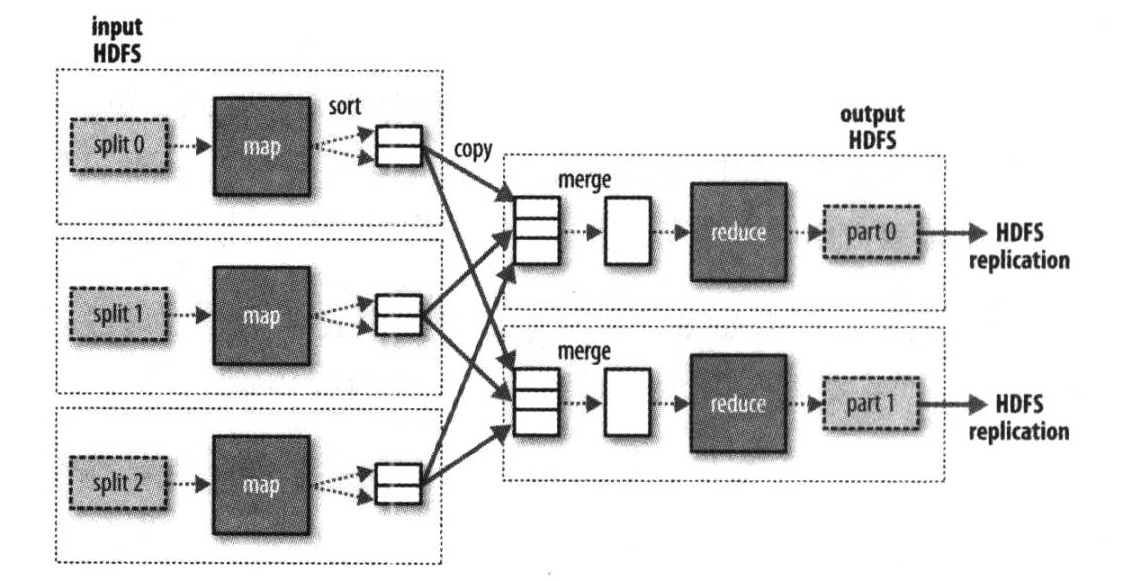 input
HDFS
split 0
map
sort
copy
split 1
map
split 2
map
output
HDFS
merge
reduce
part 0
HDFS
replication
merge
reduce
part 1
HDFS
replication